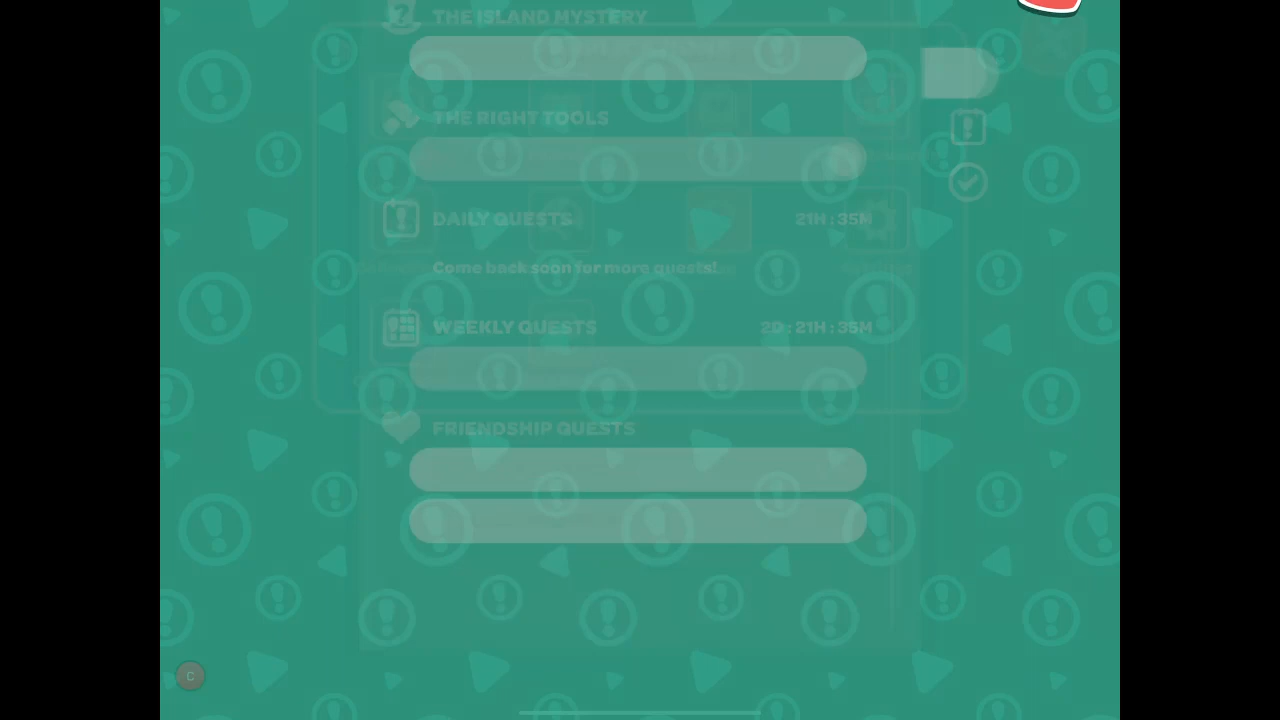 THE ISLAND MYSTERY
THE RIGHT TOOLS
DAILY QUESTS 21H : 35M
Come back soon for more quests!
WEEKLY QUESTS 2D : 21H : 35M
FRIENDSHIP QUESTS
C